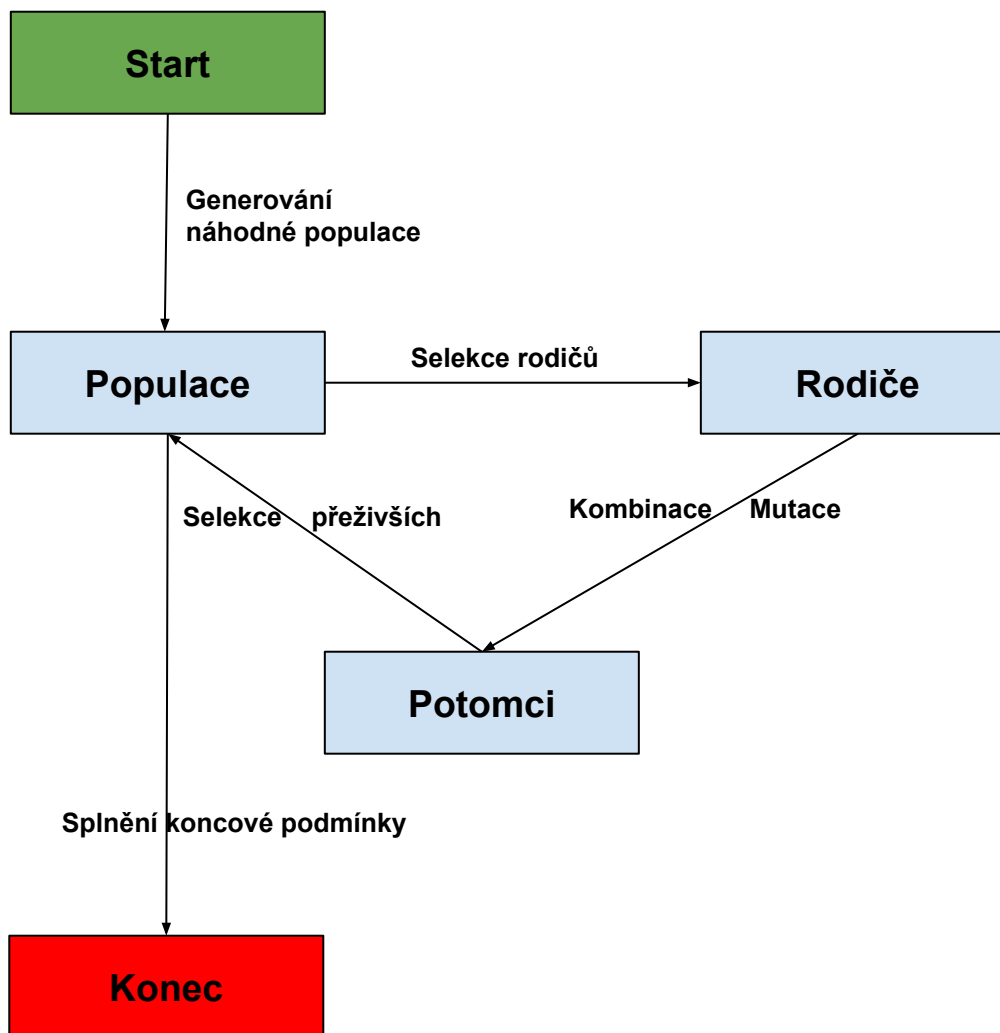 Start
Generování
náhodné populace
Populace
Selekce rodičů
Rodiče
Selekce přeživších
Kombinace Mutace
Potomci
Splnění koncové podmínky
Konec